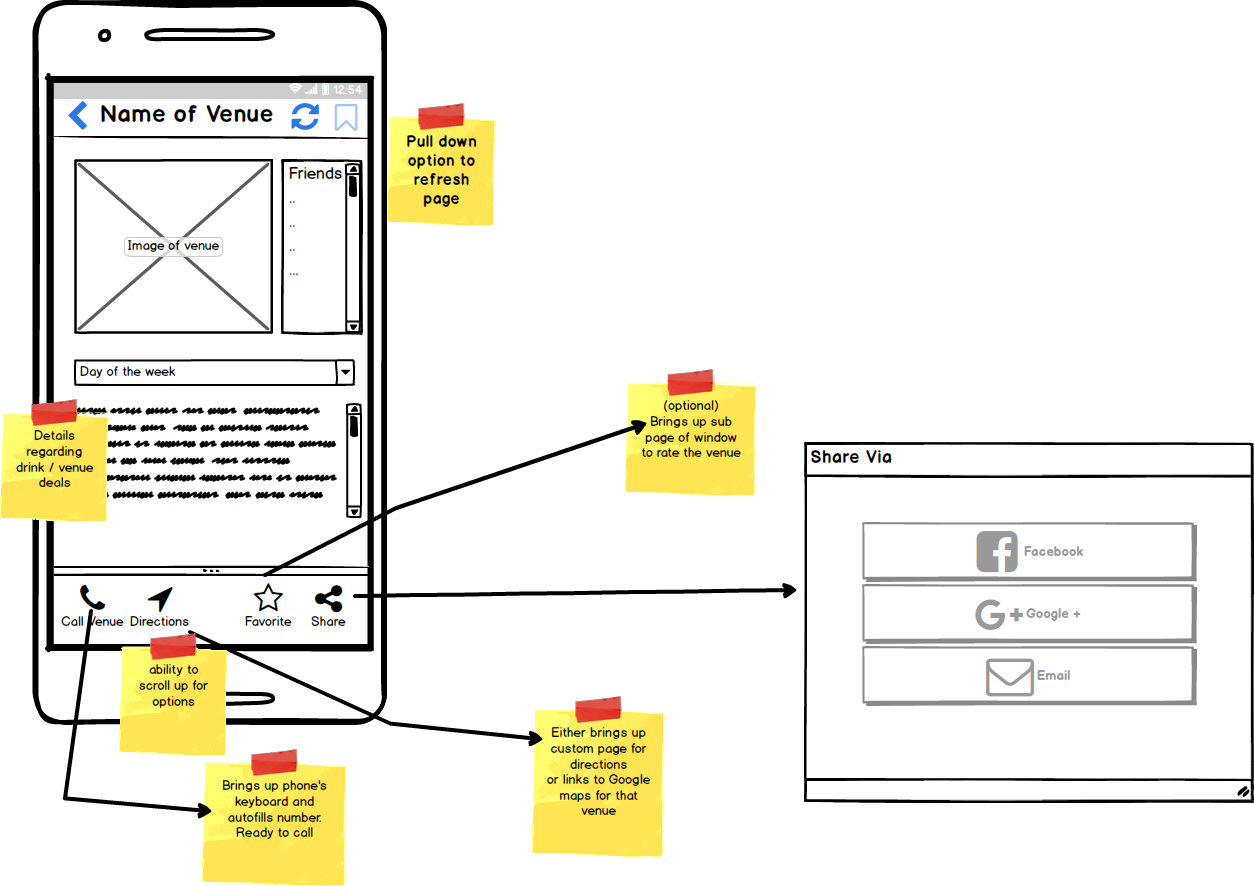 12:54
Name of Venue
Pull down
option to
refresh
page
Friends
..
..
..
...
Image of venue
Day of the week
Details
regarding
drink / venue
deals
(optional)
Brings up sub
page of window
to rate the venue
Call Venue
Directions
Favorite
Share
ability to
scroll up for
options
Brings up phone's
keyboard and
autofills number.
Ready to call
Either brings up
custom page for
directions
or links to Google
maps for that
venue
Share Via
Facebook
Google +
Email